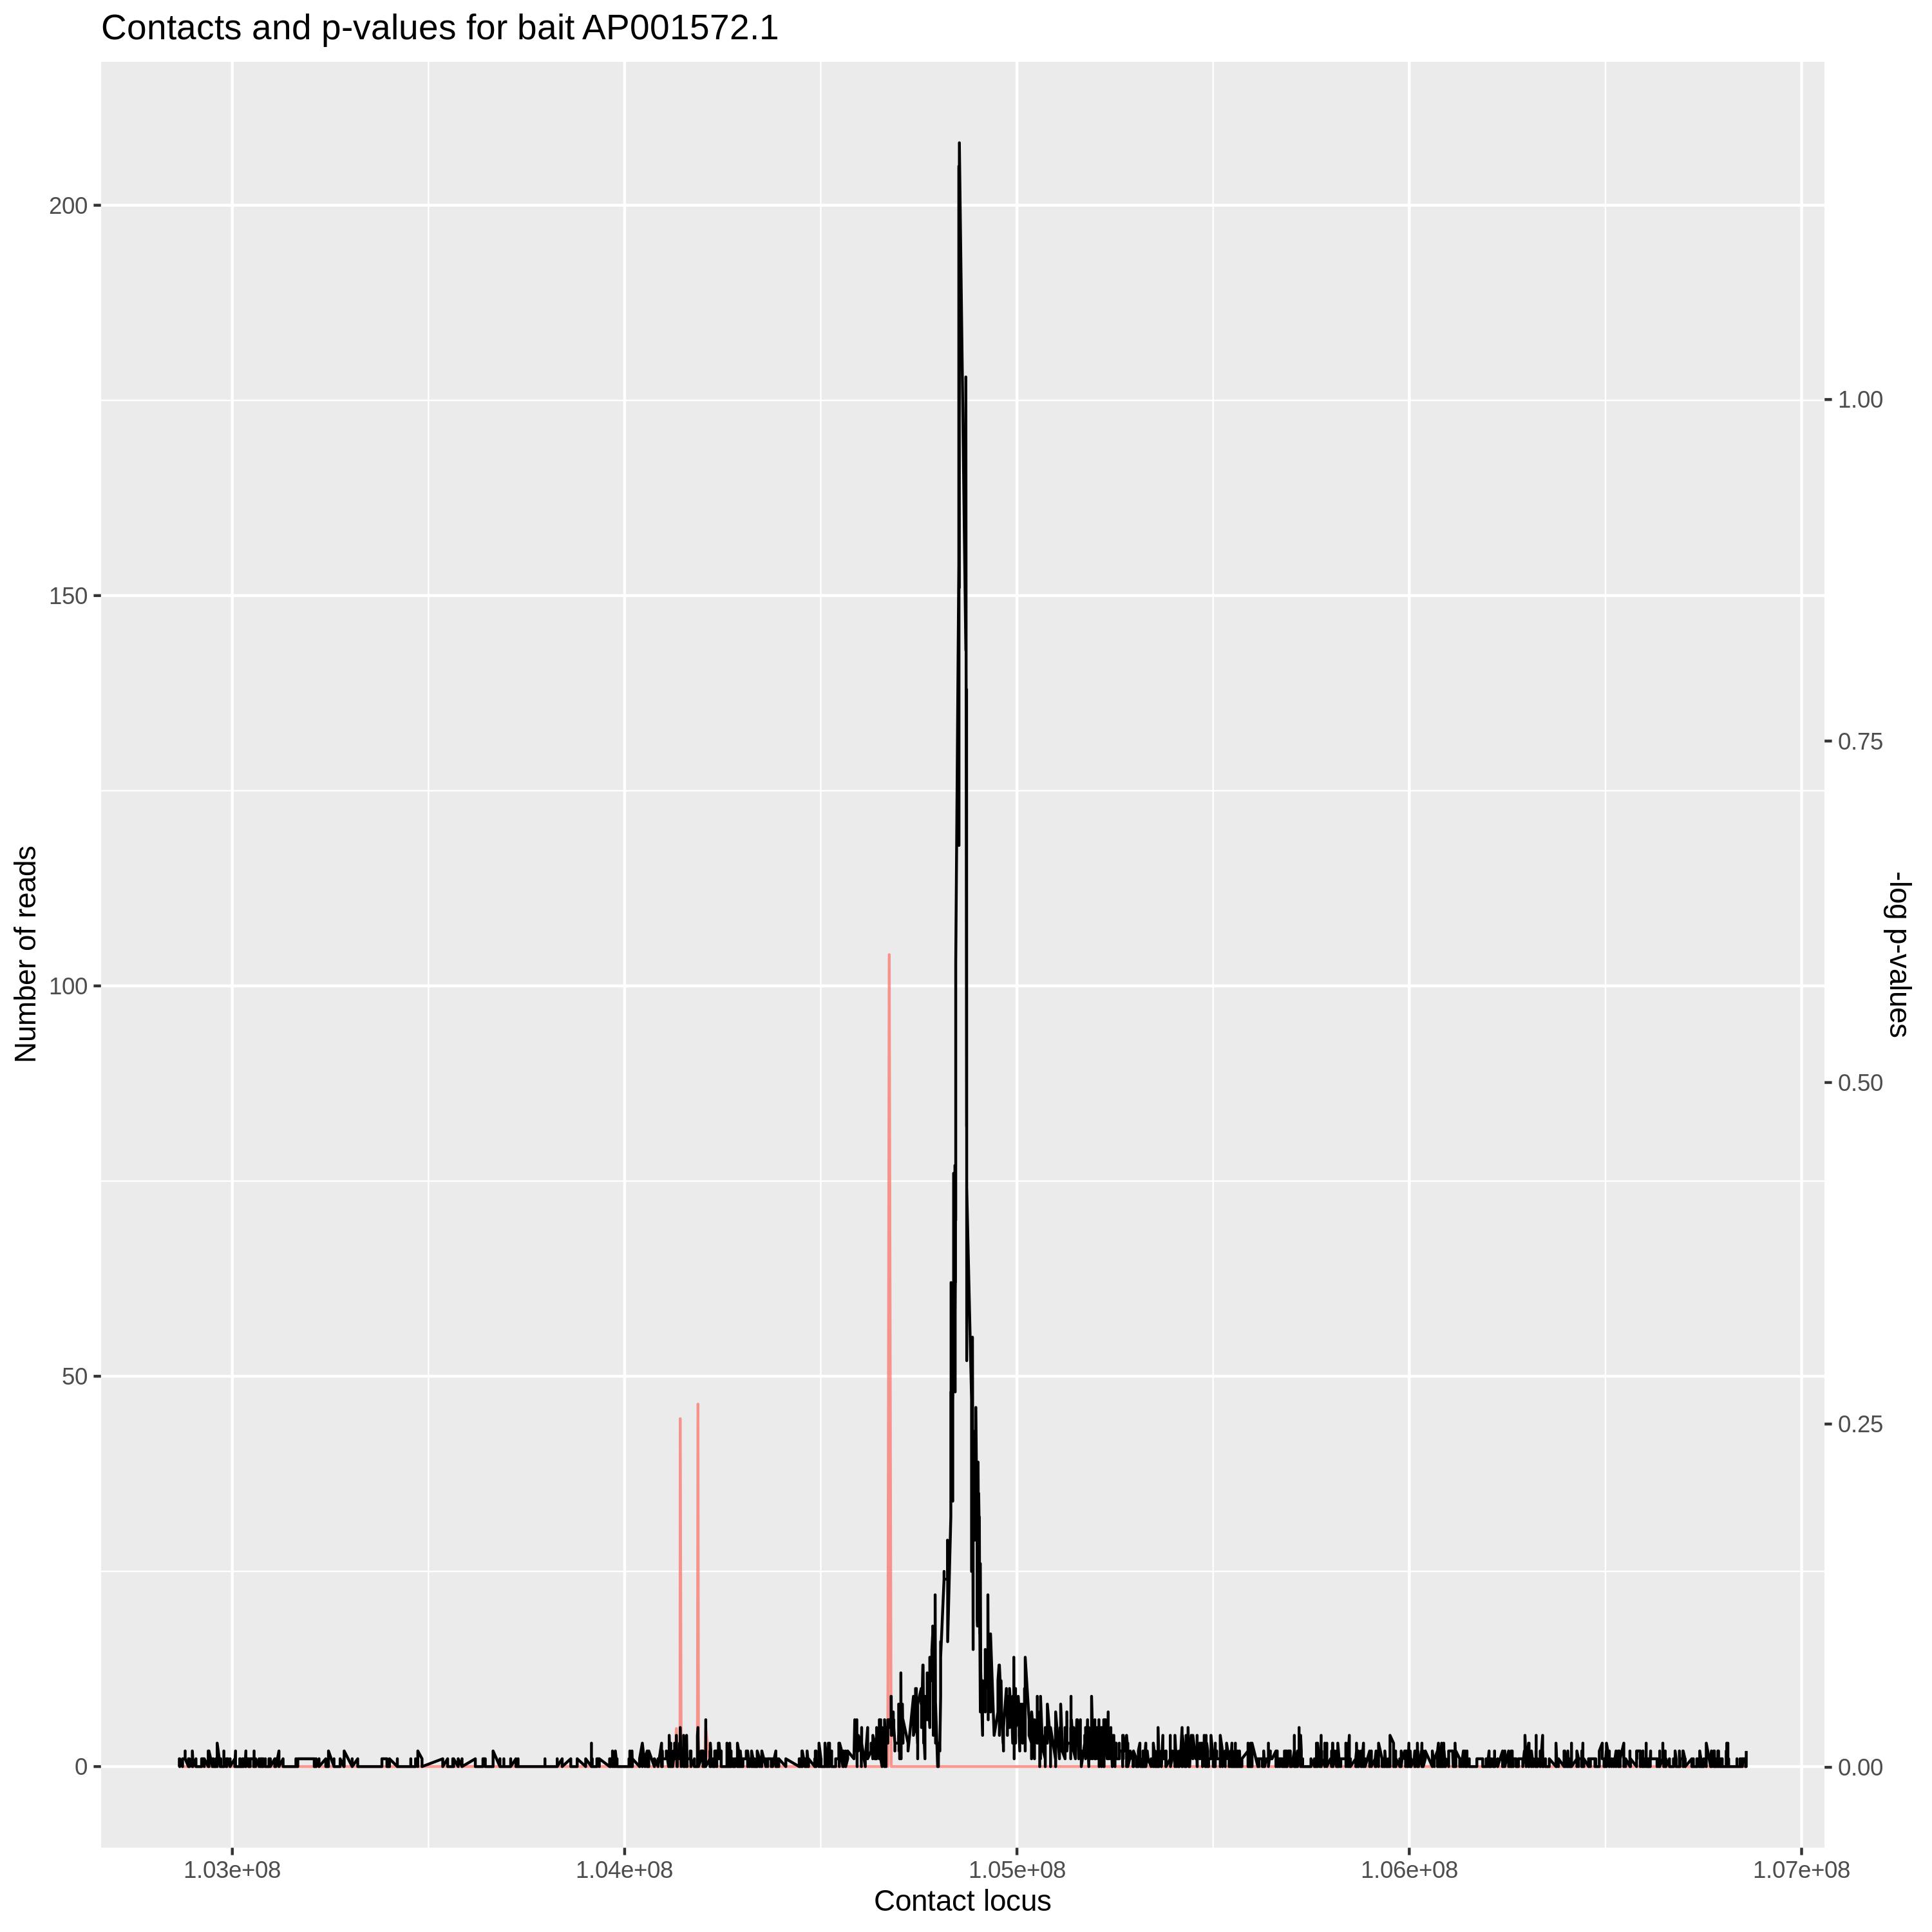 Contacts and p-values for bait AP001572.1
200
150
100
50
0
Number of reads
1.00
0.75
0.50
0.25
0.00
-log p-values
1.03e+08
1.04e+08
1.05e+08
1.06e+08
1.07e+08
Contact locus